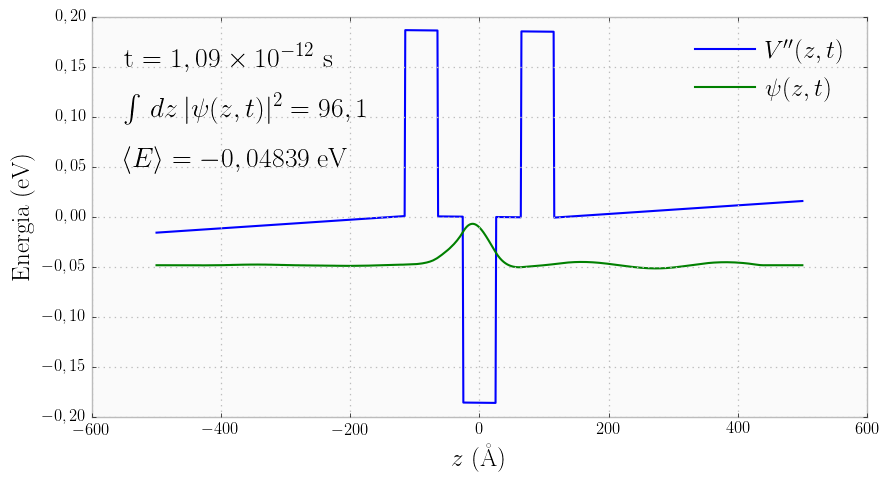 0,20
0,15
0,10
0,05
0,00
−0,05
−0,10
−0,15
−0,20
Energia (eV)
t = 1,09 × 10⁻¹² s
∫ dz |ψ(z, t)|² = 96,1
⟨E⟩ = −0,04839 eV
V″(z, t)
ψ(z, t)
−600 −400 −200 0 200 400 600
z (Å)